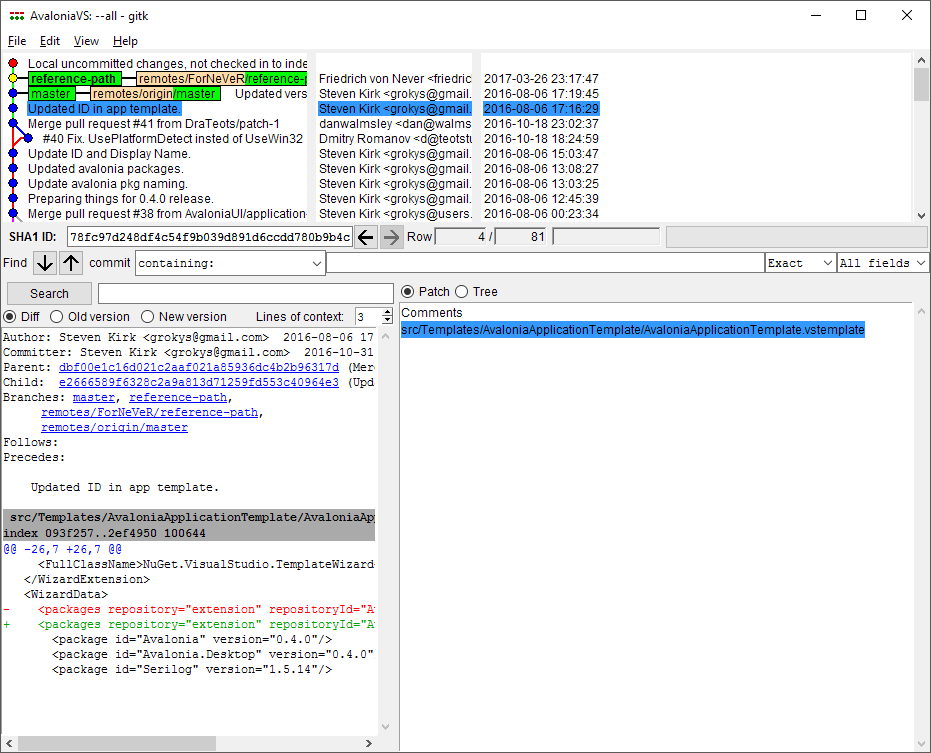 AvaloniaVS: --all - gitk
File Edit View Help
Local uncommitted changes, not checked in to inde
reference-path remotes/ForNeVeR/reference-p Friedrich von Never <friedric 2017-03-26 23:17:47
master remotes/origin/master Updated vers Steven Kirk <grokys@gmail. 2016-08-06 17:19:45
Updated ID in app template. Steven Kirk <grokys@gmail. 2016-08-06 17:16:29
Merge pull request #41 from DraTeots/patch-1 danwalmsley <dan@walms 2016-10-18 23:02:37
#40 Fix. UsePlatformDetect insted of UseWin32 Dmitry Romanov <d@teotstu 2016-10-18 18:24:59
Update ID and Display Name. Steven Kirk <grokys@gmail. 2016-08-06 15:03:47
Updated avalonia packages. Steven Kirk <grokys@gmail. 2016-08-06 13:08:27
Update avalonia pkg naming. Steven Kirk <grokys@gmail. 2016-08-06 13:03:25
Preparing things for 0.4.0 release. Steven Kirk <grokys@gmail. 2016-08-06 12:45:39
Merge pull request #38 from AvaloniaUI/application- Steven Kirk <grokys@users. 2016-08-06 00:23:34
SHA1 ID: 78fc97d248df4c54f9b039d891d6ccdd780b9b4c Row 4 / 81
Find commit containing: Exact All fields
Search Patch Tree
Diff Old version New version Lines of context: 3
Comments
src/Templates/AvaloniaApplicationTemplate/AvaloniaApplicationTemplate.vstemplate
Author: Steven Kirk <grokys@gmail.com> 2016-08-06 17
Committer: Steven Kirk <grokys@gmail.com> 2016-10-31
Parent: dbf00e1c16d021c2aaf021a85936dc4b2b96317d (Mer
Child: e2666589f6328c2a9a813d71259fd553c40964e3 (Upd
Branches: master, reference-path,
remotes/ForNeVeR/reference-path,
remotes/origin/master
Follows:
Precedes:
Updated ID in app template.
src/Templates/AvaloniaApplicationTemplate/AvaloniaApp
index 093f257..2ef4950 100644
@@ -26,7 +26,7 @@
<FullClassName>NuGet.VisualStudio.TemplateWizard
</WizardExtension>
<WizardData>
- <packages repository="extension" repositoryId="A
+ <packages repository="extension" repositoryId="A
<package id="Avalonia" version="0.4.0"/>
<package id="Avalonia.Desktop" version="0.4.0"
<package id="Serilog" version="1.5.14"/>